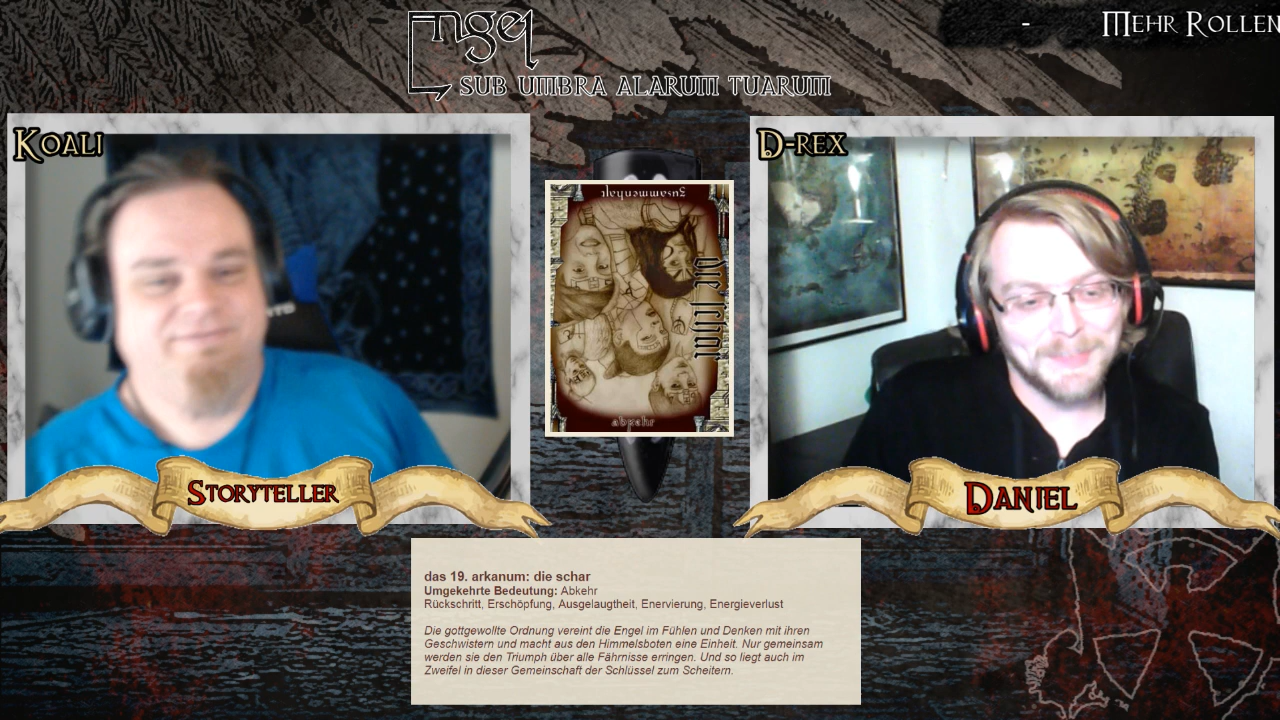 Engel
SUB UMBRA ALARUM TUARUM
- MEHR ROLLEN
KOALI
D-REX
Zusammenhalt
die schar
abkehr
STORYTELLER
DANIEL
das 19. arkanum: die schar
Umgekehrte Bedeutung: Abkehr
Rückschritt, Erschöpfung, Ausgelaugtheit, Enervierung, Energieverlust
Die gottgewollte Ordnung vereint die Engel im Fühlen und Denken mit ihren
Geschwistern und macht aus den Himmelsboten eine Einheit. Nur gemeinsam
werden sie den Triumph über alle Fährnisse erringen. Und so liegt auch im
Zweifel in dieser Gemeinschaft der Schlüssel zum Scheitern.